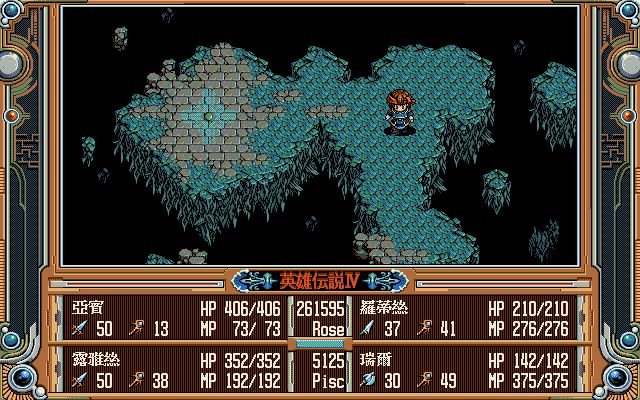 英雄伝説Ⅳ
亞賓 HP 406/406 261595 羅蒂絲 HP 210/210
50 13 MP 73/ 73 Rose 37 41 MP 276/276
露雅絲 HP 352/352 5125 瑞爾 HP 142/142
50 38 MP 192/192 Pisc 30 49 MP 375/375